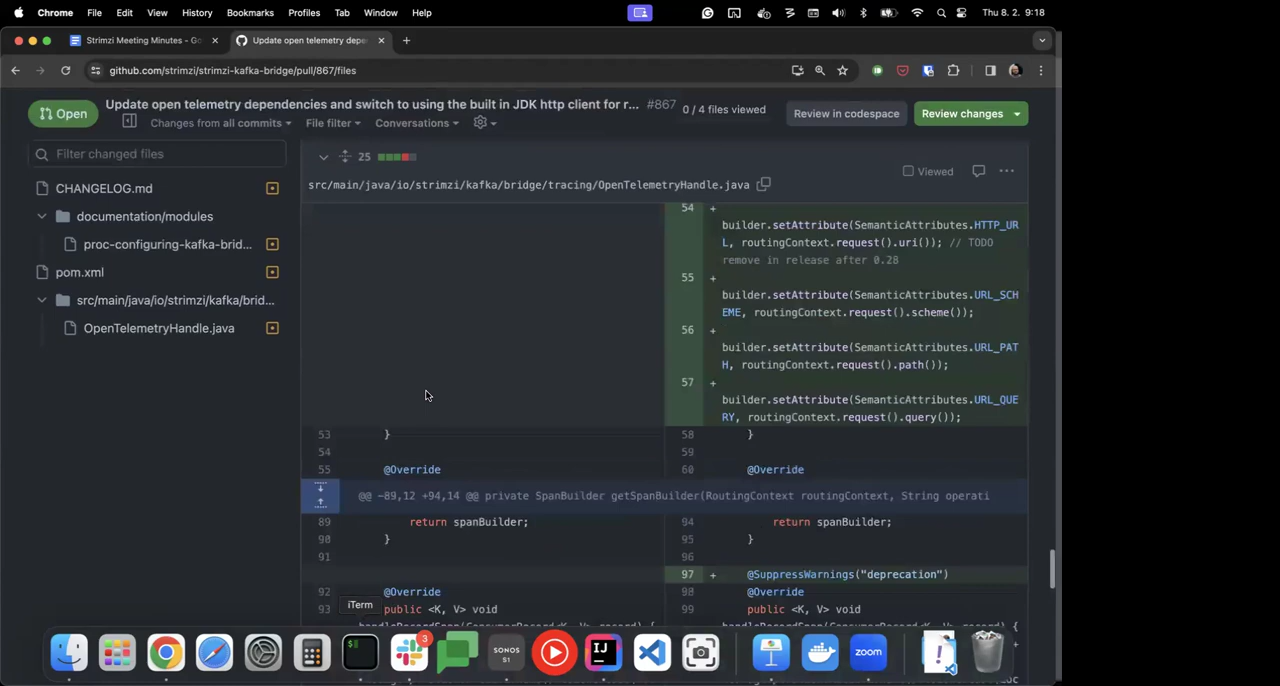 Chrome File Edit View History Bookmarks Profiles Tab Window Help Thu 8. 2. 9:18
Strimzi Meeting Minutes - Go
Update open telemetry depe
github.com/strimzi/strimzi-kafka-bridge/pull/867/files
Open
Update open telemetry dependencies and switch to using the built in JDK http client for r... #867
Changes from all commits File filter Conversations
0 / 4 files viewed
Review in codespace
Review changes
Filter changed files
CHANGELOG.md
documentation/modules
proc-configuring-kafka-brid...
pom.xml
src/main/java/io/strimzi/kafka/brid...
OpenTelemetryHandle.java
25
src/main/java/io/strimzi/kafka/bridge/tracing/OpenTelemetryHandle.java
Viewed
54 +
builder.setAttribute(SemanticAttributes.HTTP_UR
L, routingContext.request().uri()); // TODO
remove in release after 0.28
55 +
builder.setAttribute(SemanticAttributes.URL_SCH
EME, routingContext.request().scheme());
56 +
builder.setAttribute(SemanticAttributes.URL_PAT
H, routingContext.request().path());
57 +
builder.setAttribute(SemanticAttributes.URL_QUE
RY, routingContext.request().query());
53 } 58 }
54 59
55 @Override 60 @Override
@@ -89,12 +94,14 @@ private SpanBuilder getSpanBuilder(RoutingContext routingContext, String operati
89 return spanBuilder; 94 return spanBuilder;
90 } 95 }
91 96
97 + @SuppressWarnings("deprecation")
92 @Override 98 @Override
93 public <K, V> void 99 public <K, V> void
iTerm
3
SONOS
S1
IJ
zoom